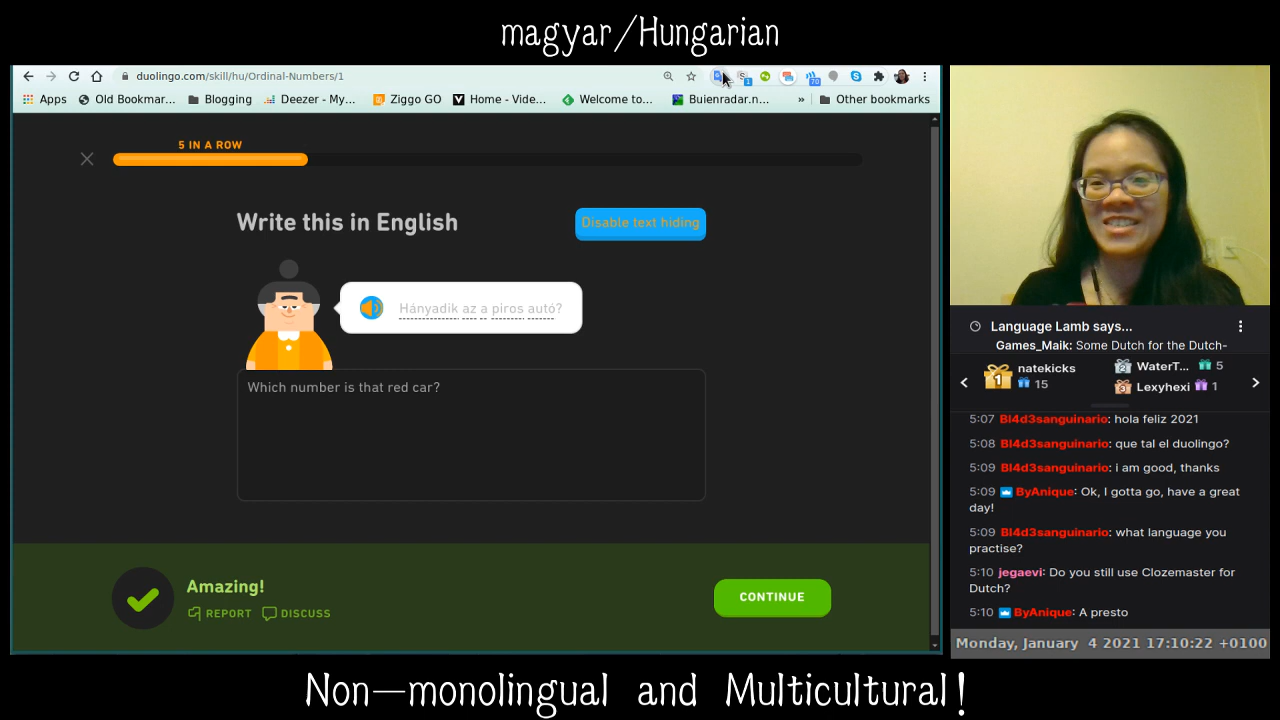 magyar/Hungarian
duolingo.com/skill/hu/Ordinal-Numbers/1
Apps Old Bookmar... Blogging Deezer - My... Ziggo GO Home - Vide... Welcome to... Buienradar.n... » Other bookmarks
5 IN A ROW
Write this in English
Disable text hiding
Hányadik az a piros autó?
Which number is that red car?
Amazing!
REPORT DISCUSS
CONTINUE
Language Lamb says...
Games_Maik: Some Dutch for the Dutch-
1 natekicks 15
2 WaterT... 5
3 Lexyhexi 1
5:07 Bl4d3sanguinario: hola feliz 2021
5:08 Bl4d3sanguinario: que tal el duolingo?
5:09 Bl4d3sanguinario: i am good, thanks
5:09 ByAnique: Ok, I gotta go, have a great
day!
5:09 Bl4d3sanguinario: what language you
practise?
5:10 jegaevi: Do you still use Clozemaster for
Dutch?
5:10 ByAnique: A presto
Monday, January 4 2021 17:10:22 +0100
Non-monolingual and Multicultural!